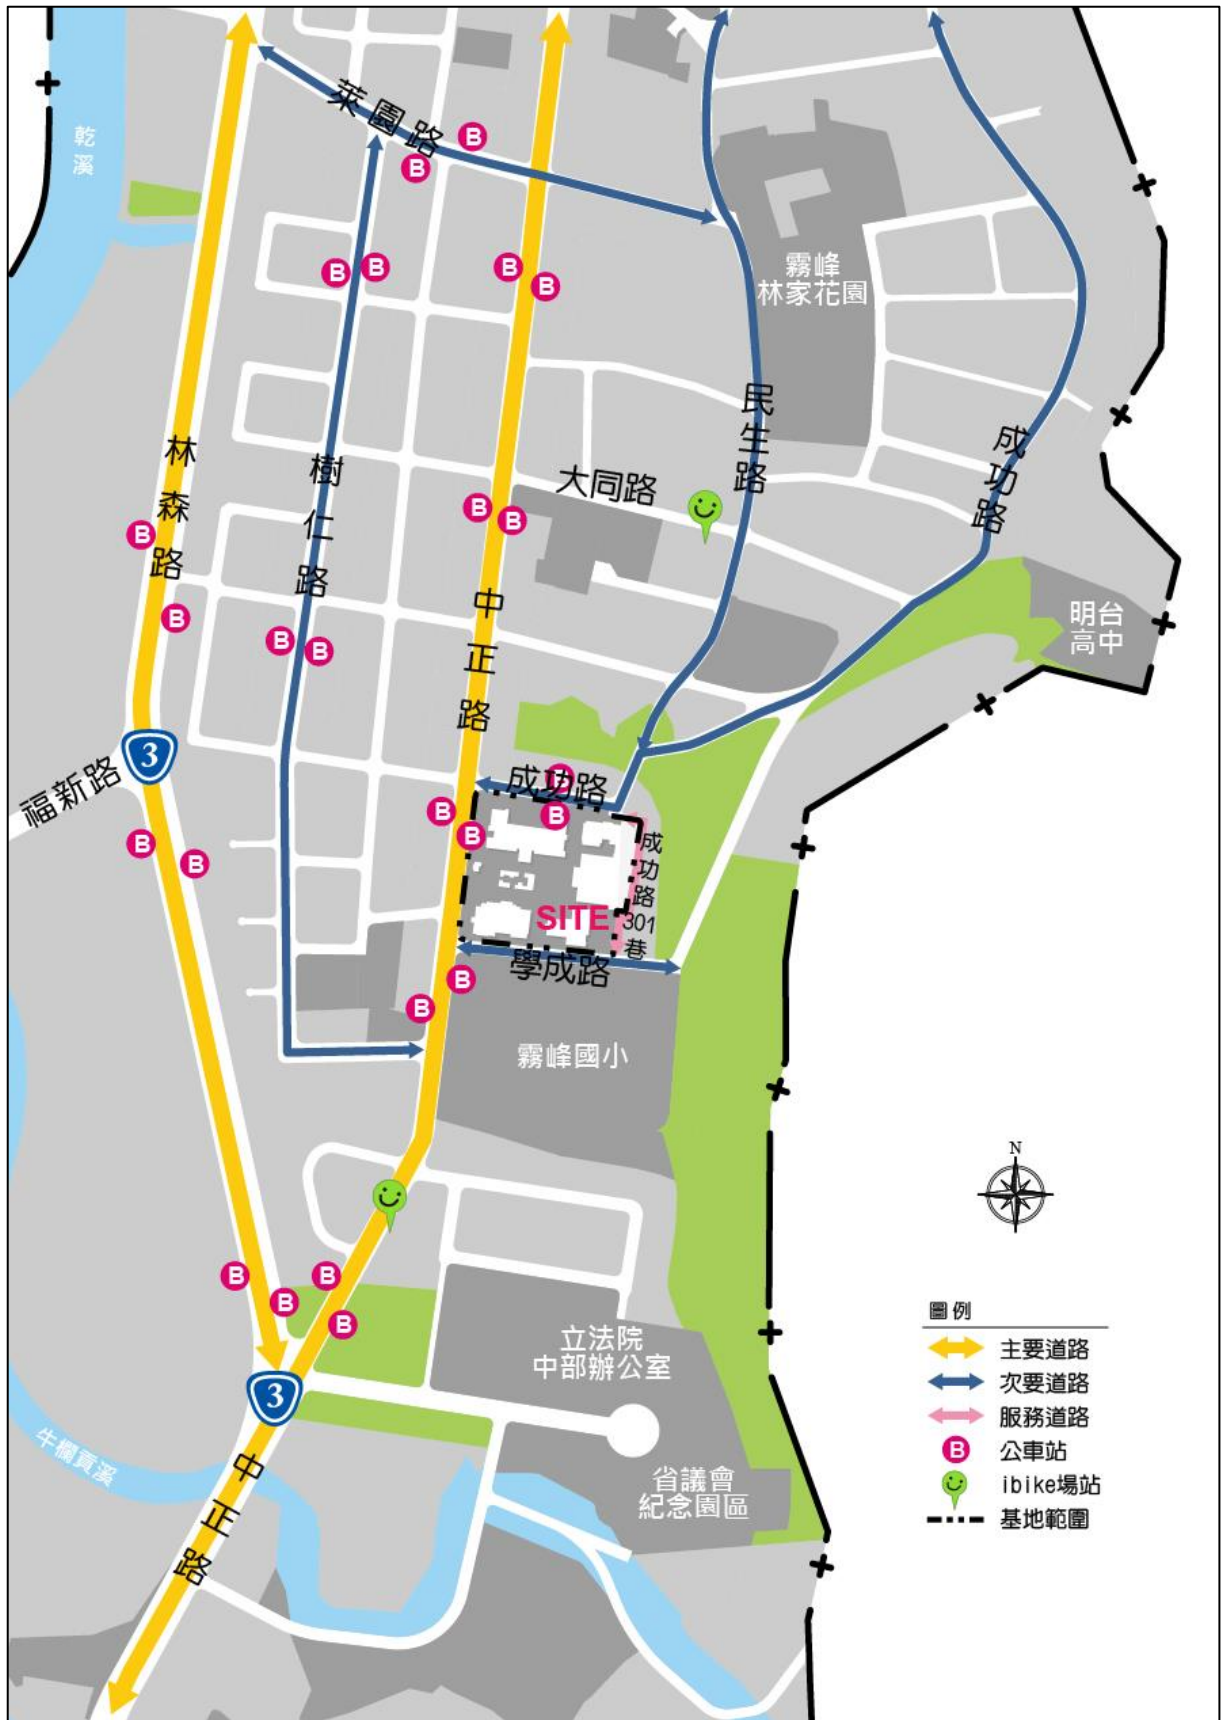 萊園路
B
B
乾溪
B
B
B
B
霧峰
林家花園
民生路
成功路
林森路
樹仁路
大同路
B
B
B
B
中正路
明台
高中
B
B
3
福新路
成功路
B
B
B
B
B
B
成功路301巷
SITE
學成路
B
B
霧峰國小
N
B
B
B
B
立法院
中部辦公室
3
牛欄貢溪
中正路
省議會
紀念園區
圖例
主要道路
次要道路
服務道路
B 公車站
ibike場站
基地範圍